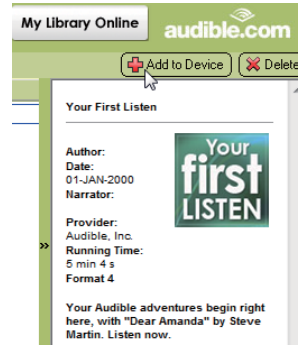 My Library Online
audible.com
Add to Device
Delete
Your First Listen
Your
first
LISTEN
Author:
Date:
01-JAN-2000
Narrator:
Provider:
Audible, Inc.
Running Time:
5 min 4 s
Format 4
»
Your Audible adventures begin right
here, with "Dear Amanda" by Steve
Martin. Listen now.